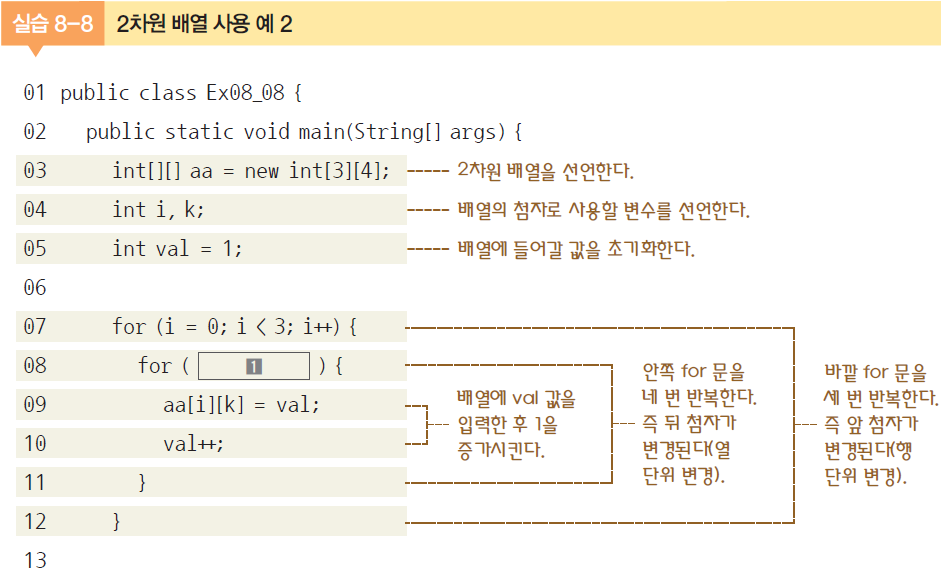 실습 8-8 2차원 배열 사용 예 2
01 public class Ex08_08 {
02 public static void main(String[] args) {
03 int[][] aa = new int[3][4]; 2차원 배열을 선언한다.
04 int i, k; 배열의 첨자로 사용할 변수를 선언한다.
05 int val = 1; 배열에 들어갈 값을 초기화한다.
06
07 for (i = 0; i < 3; i++) {
08 for ( 1 ) {
09 aa[i][k] = val;
10 val++;
11 }
12 }
13
배열에 val 값을
입력한 후 1을
증가시킨다.
안쪽 for 문을
네 번 반복한다.
즉 뒤 첨자가
변경된다(열
단위 변경).
바깥 for 문을
세 번 반복한다.
즉 앞 첨자가
변경된다(행
단위 변경).